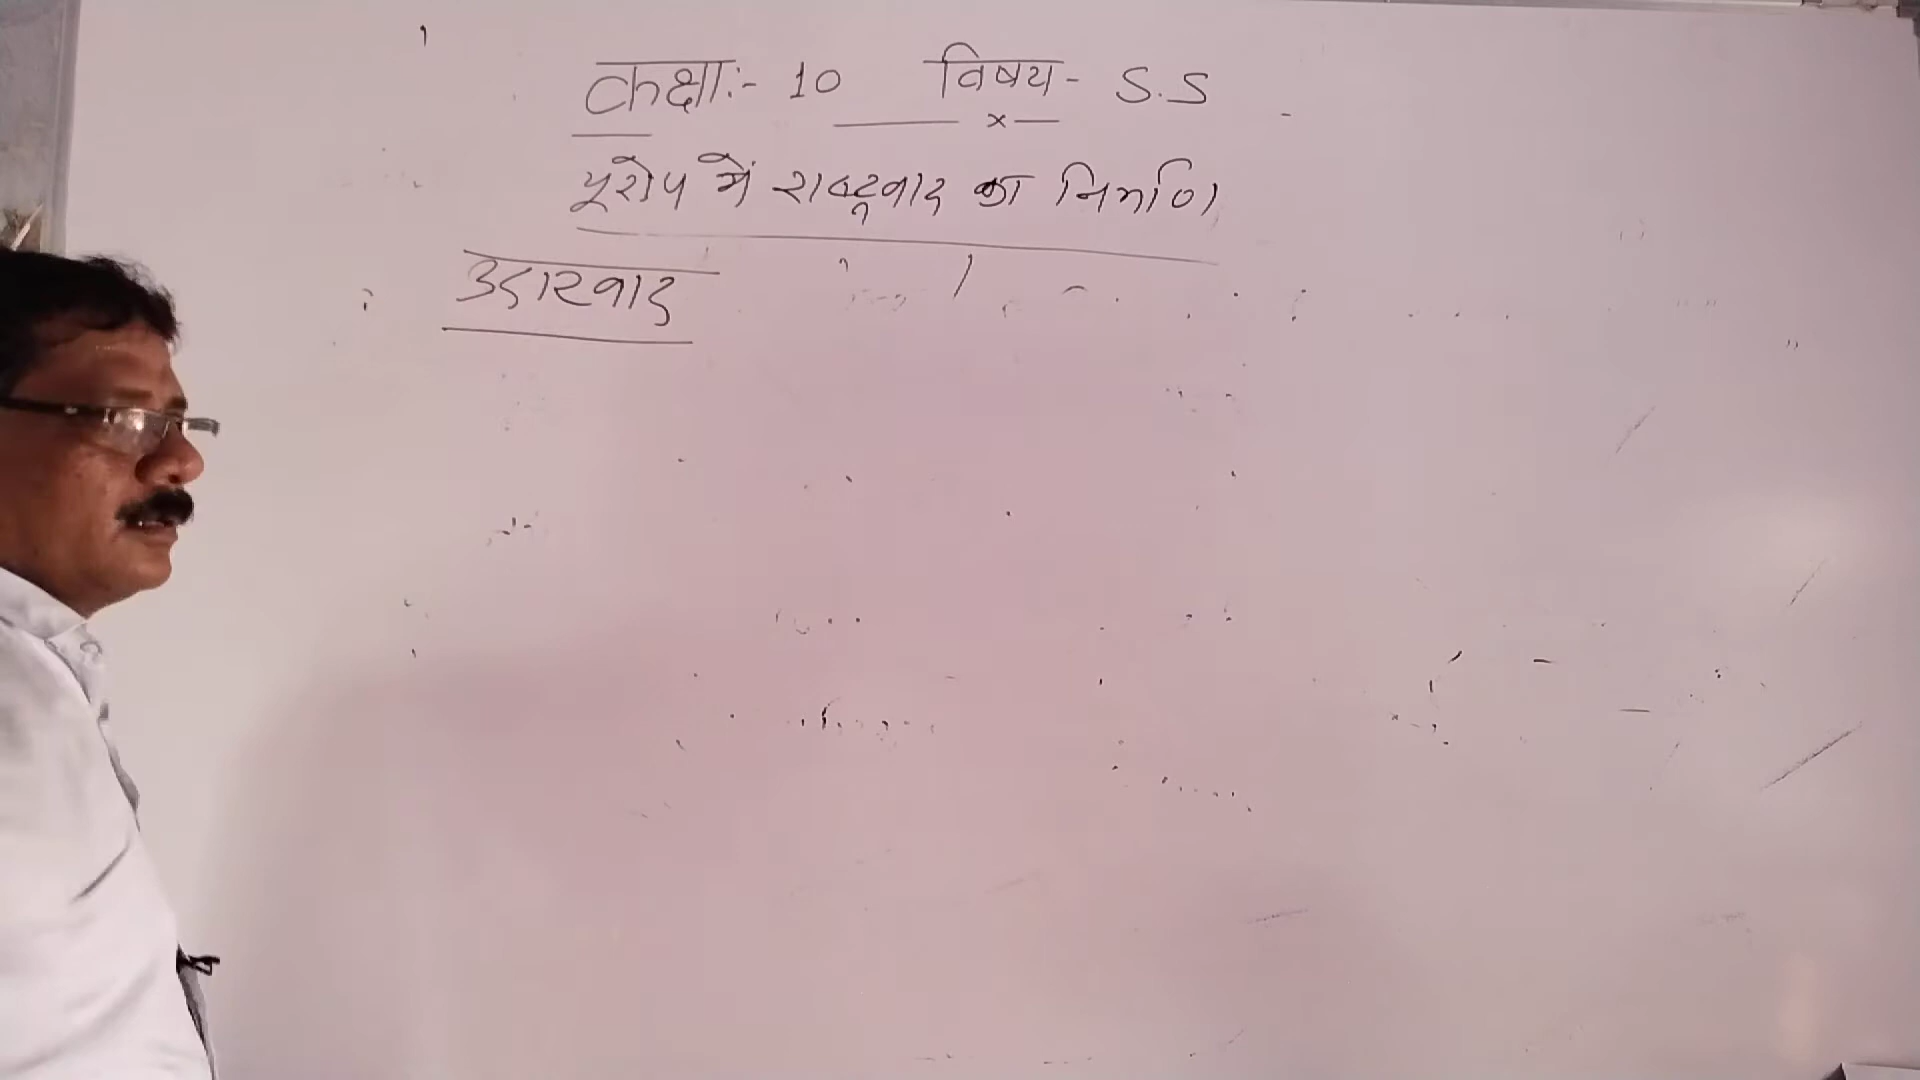 कक्षाः- 10 विषय- S.S
यूरोप में राष्ट्रवाद का निर्माण
उदारवाद